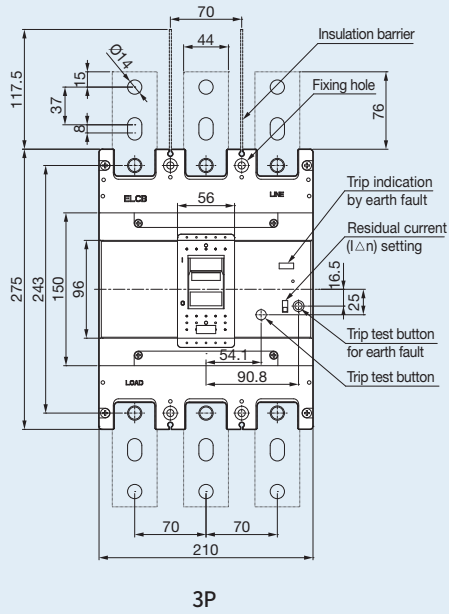 70
44
Insulation barrier
117.5
15
Ø14
37
8
Fixing hole
76
ELCB
LINE
56
Trip indication
by earth fault
Residual current
(I△n) setting
275
243
150
96
I
O
16.5
25
54.1
90.8
Trip test button
for earth fault
Trip test button
LOAD
70
70
210
3P